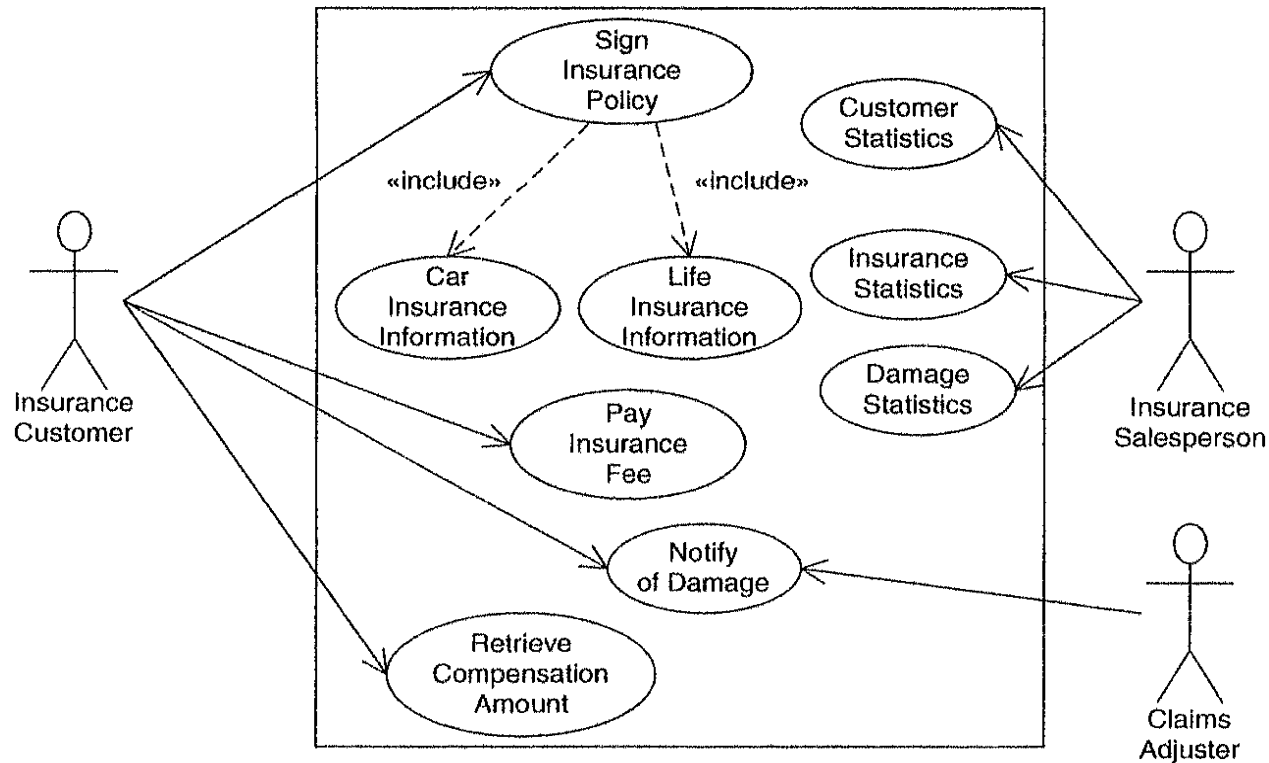 Sign
Insurance
Policy
Customer
Statistics
«include»
«include»
Car
Insurance
Information
Life
Insurance
Information
Insurance
Statistics
Damage
Statistics
Insurance
Customer
Pay
Insurance
Fee
Insurance
Salesperson
Notify
of Damage
Retrieve
Compensation
Amount
Claims
Adjuster